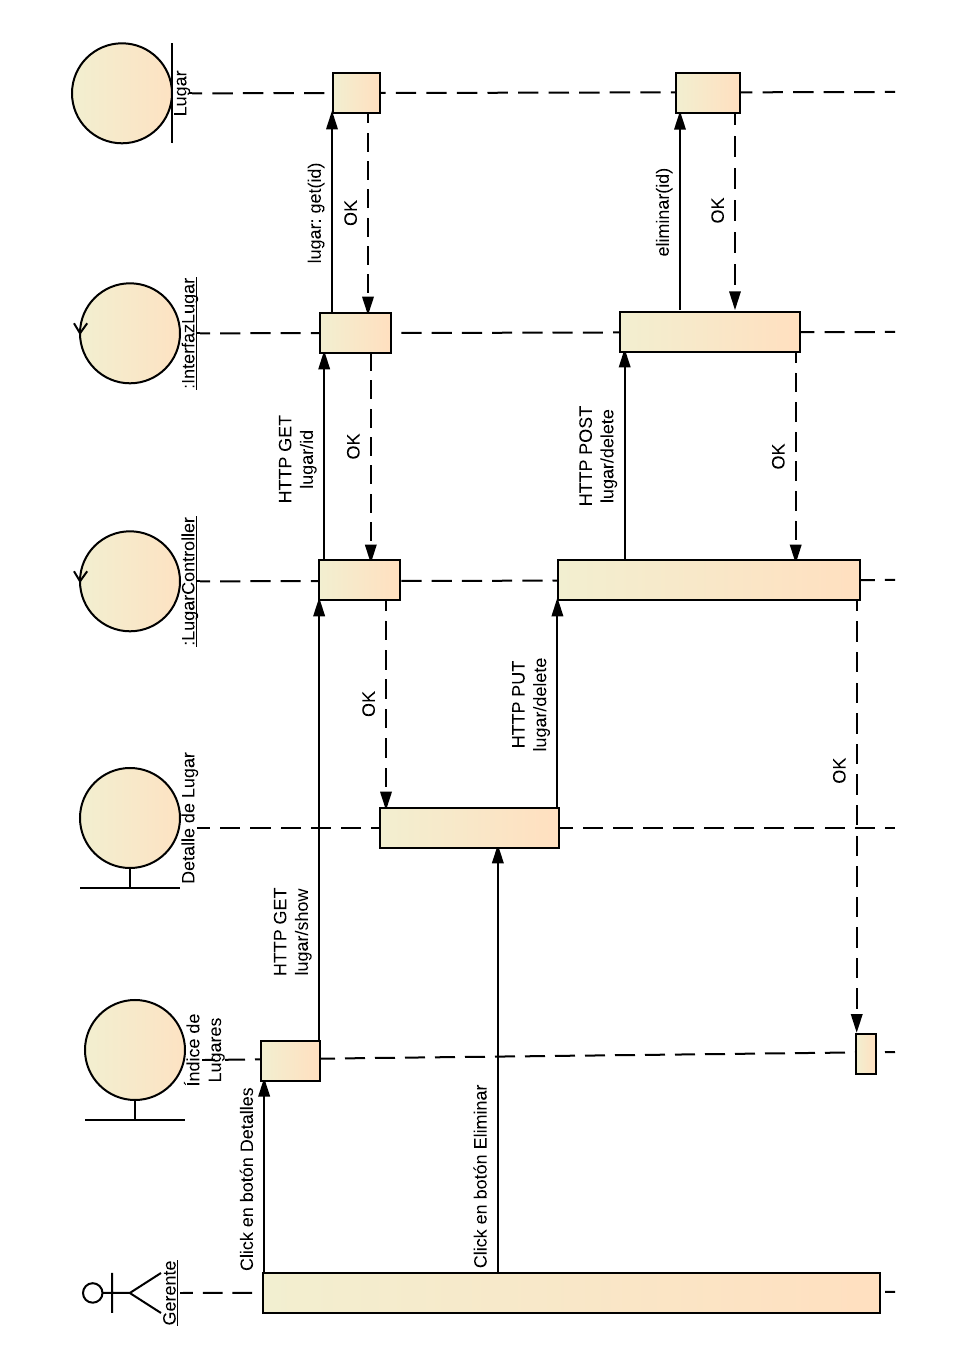 Gerente
Índice de
Lugares
Detalle de Lugar
:LugarController
:InterfazLugar
Lugar
Click en botón Detalles
HTTP GET
lugar/show
HTTP GET
lugar/id
lugar: get(id)
OK
OK
OK
Click en botón Eliminar
HTTP PUT
lugar/delete
HTTP POST
lugar/delete
eliminar(id)
OK
OK
OK